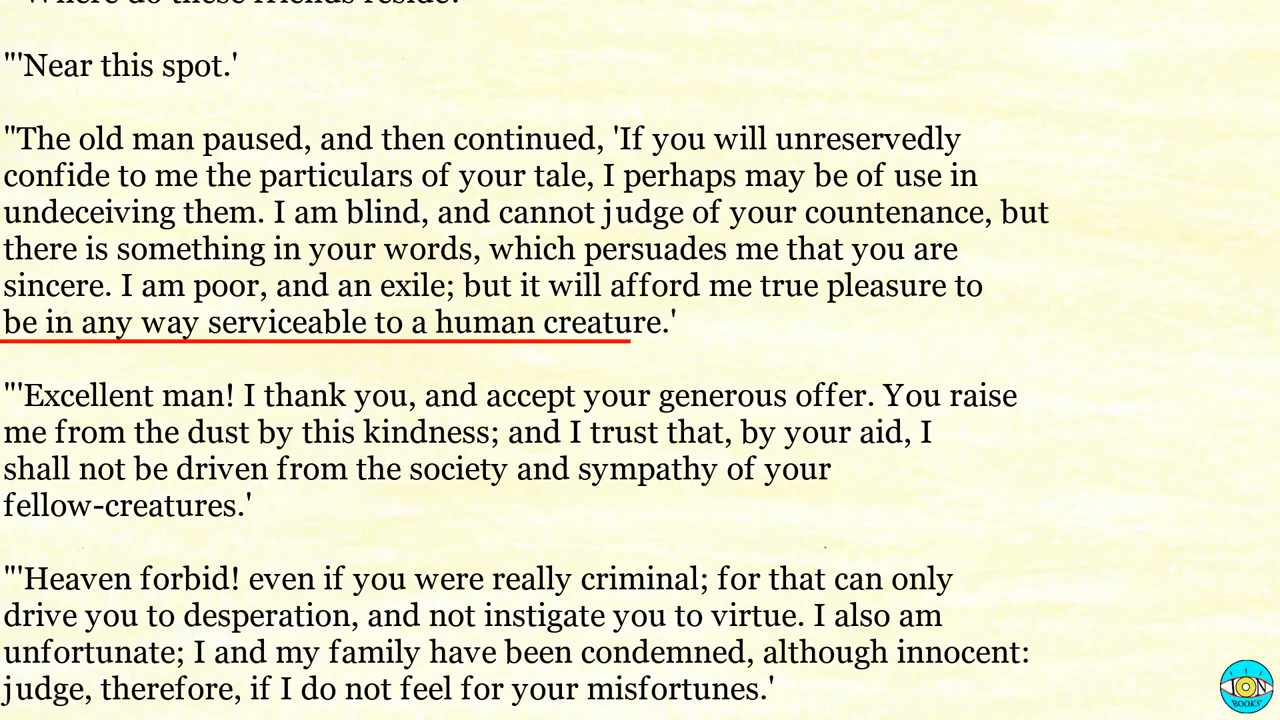 "'Near this spot.'
"The old man paused, and then continued, 'If you will unreservedly
confide to me the particulars of your tale, I perhaps may be of use in
undeceiving them. I am blind, and cannot judge of your countenance, but
there is something in your words, which persuades me that you are
sincere. I am poor, and an exile; but it will afford me true pleasure to
be in any way serviceable to a human creature.'
"'Excellent man! I thank you, and accept your generous offer. You raise
me from the dust by this kindness; and I trust that, by your aid, I
shall not be driven from the society and sympathy of your
fellow-creatures.'
"'Heaven forbid! even if you were really criminal; for that can only
drive you to desperation, and not instigate you to virtue. I also am
unfortunate; I and my family have been condemned, although innocent:
judge, therefore, if I do not feel for your misfortunes.'
ION
BOOKS